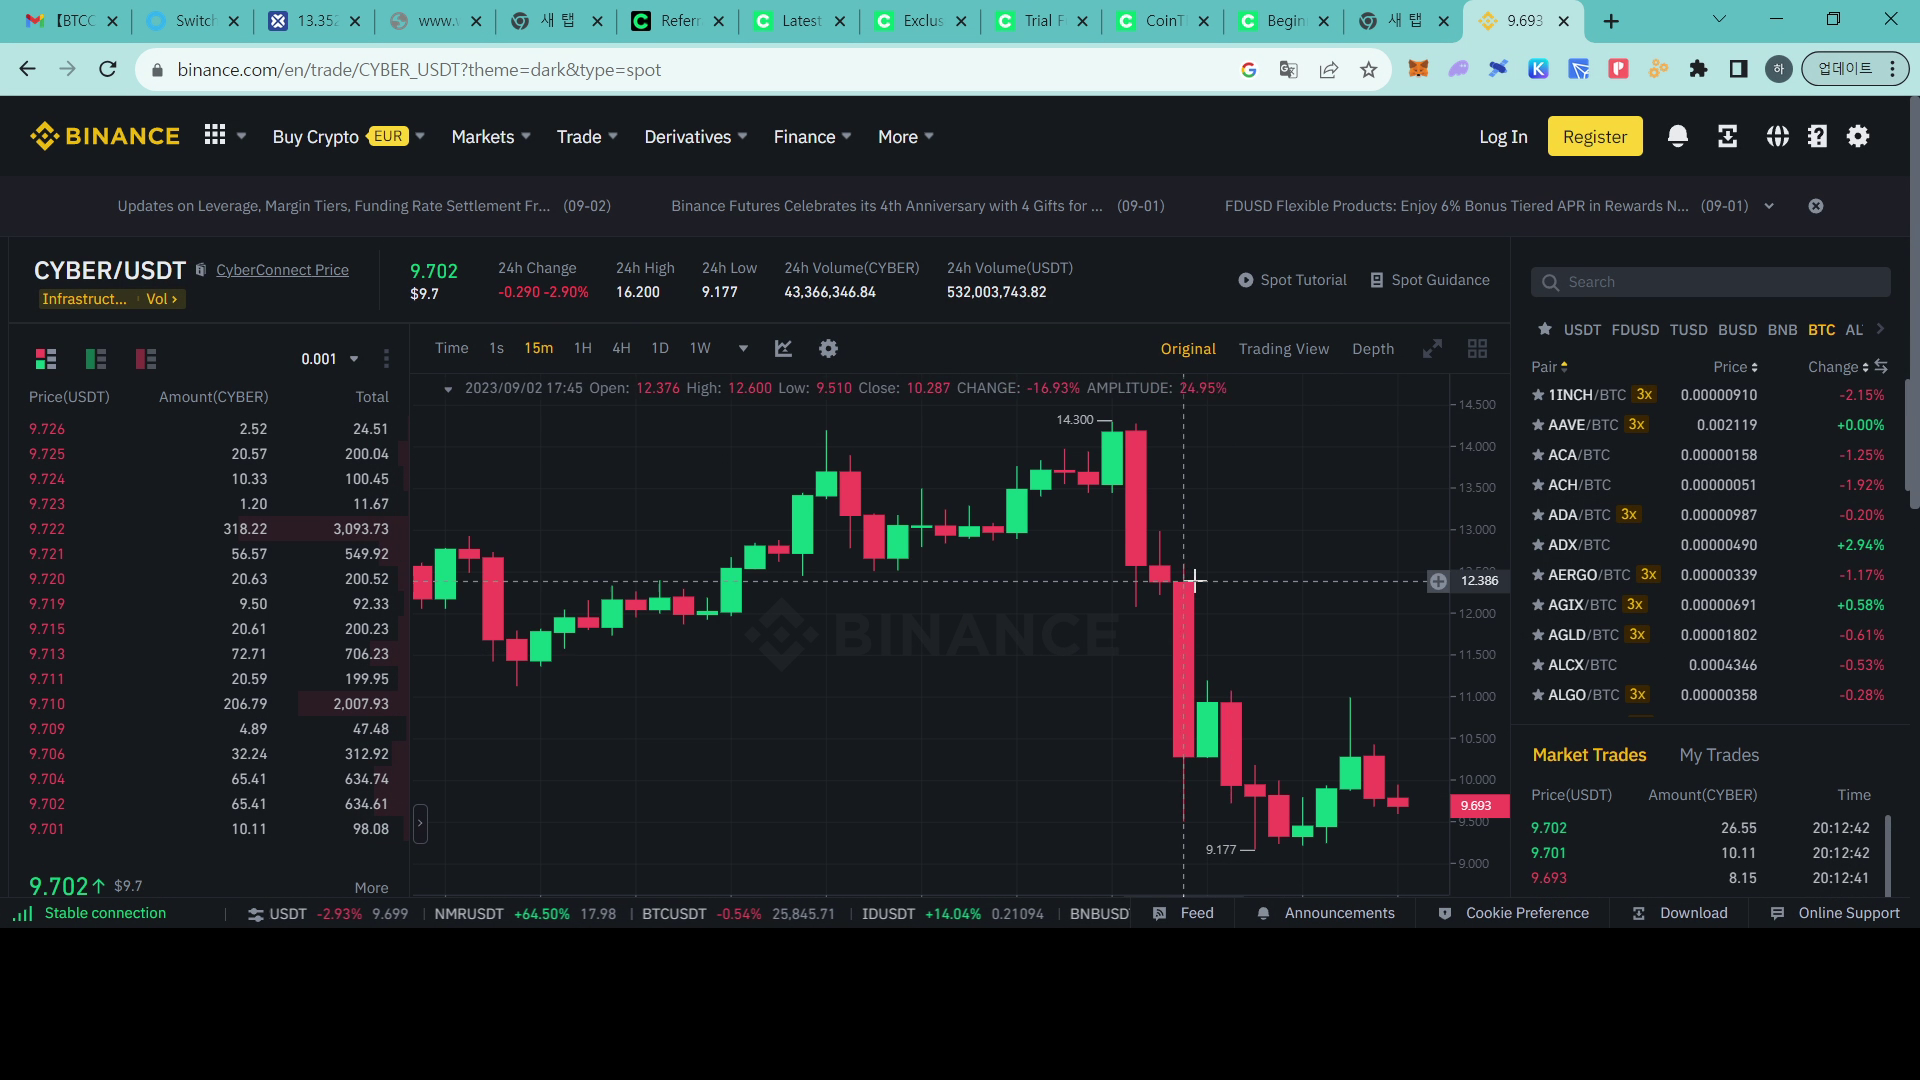 【BTCC
Switch
13.352
www.
새 탭
Referr
Latest
Exclus
Trial F
CoinT
Begin
새 탭
9.693
binance.com/en/trade/CYBER_USDT?theme=dark&type=spot
하
업데이트
BINANCE
Buy Crypto EUR
Markets
Trade
Derivatives
Finance
More
Log In
Register
Updates on Leverage, Margin Tiers, Funding Rate Settlement Fr... (09-02)
Binance Futures Celebrates its 4th Anniversary with 4 Gifts for ... (09-01)
FDUSD Flexible Products: Enjoy 6% Bonus Tiered APR in Rewards N... (09-01)
CYBER/USDT CyberConnect Price
Infrastruct... Vol
9.702
$9.7
24h Change
-0.290 -2.90%
24h High
16.200
24h Low
9.177
24h Volume(CYBER)
43,366,346.84
24h Volume(USDT)
532,003,743.82
Spot Tutorial
Spot Guidance
0.001
Price(USDT) Amount(CYBER) Total
9.726 2.52 24.51
9.725 20.57 200.04
9.724 10.33 100.45
9.723 1.20 11.67
9.722 318.22 3,093.73
9.721 56.57 549.92
9.720 20.63 200.52
9.719 9.50 92.33
9.715 20.61 200.23
9.713 72.71 706.23
9.711 20.59 199.95
9.710 206.79 2,007.93
9.709 4.89 47.48
9.706 32.24 312.92
9.704 65.41 634.74
9.702 65.41 634.61
9.701 10.11 98.08
9.702↑ $9.7 More
Time 1s 15m 1H 4H 1D 1W
Original Trading View Depth
2023/09/02 17:45 Open: 12.376 High: 12.600 Low: 9.510 Close: 10.287 CHANGE: -16.93% AMPLITUDE: 24.95%
14.300
9.177
BINANCE
14.500
14.000
13.500
13.000
12.386
12.000
11.500
11.000
10.500
10.000
9.693
9.500
9.000
Search
USDT FDUSD TUSD BUSD BNB BTC AL
Pair Price Change
1INCH/BTC 3x 0.00000910 -2.15%
AAVE/BTC 3x 0.002119 +0.00%
ACA/BTC 0.00000158 -1.25%
ACH/BTC 0.00000051 -1.92%
ADA/BTC 3x 0.00000987 -0.20%
ADX/BTC 0.00000490 +2.94%
AERGO/BTC 3x 0.00000339 -1.17%
AGIX/BTC 3x 0.00000691 +0.58%
AGLD/BTC 3x 0.00001802 -0.61%
ALCX/BTC 0.0004346 -0.53%
ALGO/BTC 3x 0.00000358 -0.28%
Market Trades My Trades
Price(USDT) Amount(CYBER) Time
9.702 26.55 20:12:42
9.701 10.11 20:12:42
9.693 8.15 20:12:41
Stable connection
USDT -2.93% 9.699
NMRUSDT +64.50% 17.98
BTCUSDT -0.54% 25,845.71
IDUSDT +14.04% 0.21094
BNBUSD
Feed
Announcements
Cookie Preference
Download
Online Support